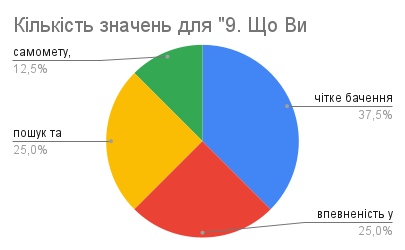 Кількість значень для "9. Що Ви
самомету,
12,5%
чітке бачення
37,5%
пошук та
25,0%
впевненість у
25,0%